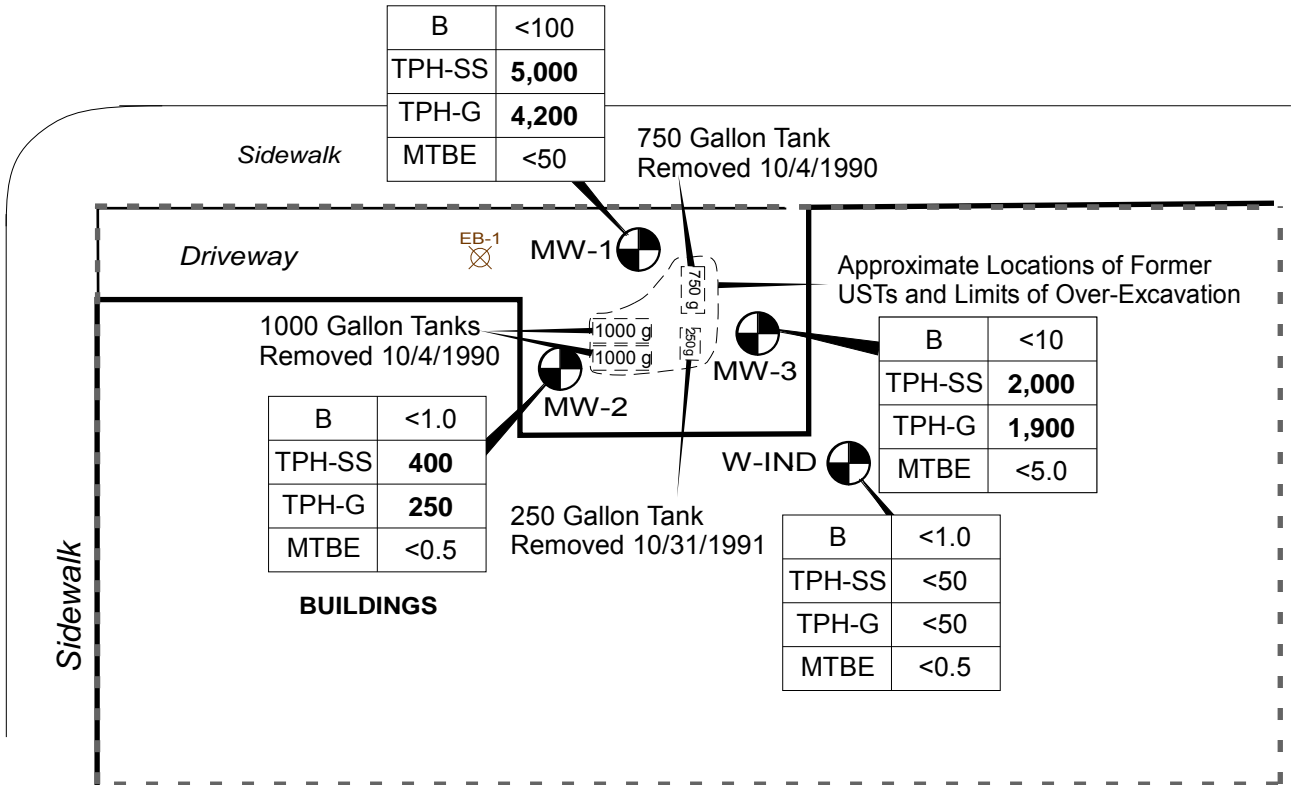 B <100
TPH-SS 5,000
TPH-G 4,200
MTBE <50
Sidewalk
750 Gallon Tank
Removed 10/4/1990
EB-1
MW-1
Driveway
750 g
Approximate Locations of Former
USTs and Limits of Over-Excavation
1000 Gallon Tanks
Removed 10/4/1990
1000 g
1000 g
250g
MW-3
MW-2
B <10
TPH-SS 2,000
TPH-G 1,900
MTBE <5.0
B <1.0
TPH-SS 400
TPH-G 250
MTBE <0.5
W-IND
250 Gallon Tank
Removed 10/31/1991
B <1.0
TPH-SS <50
TPH-G <50
MTBE <0.5
BUILDINGS
Sidewalk